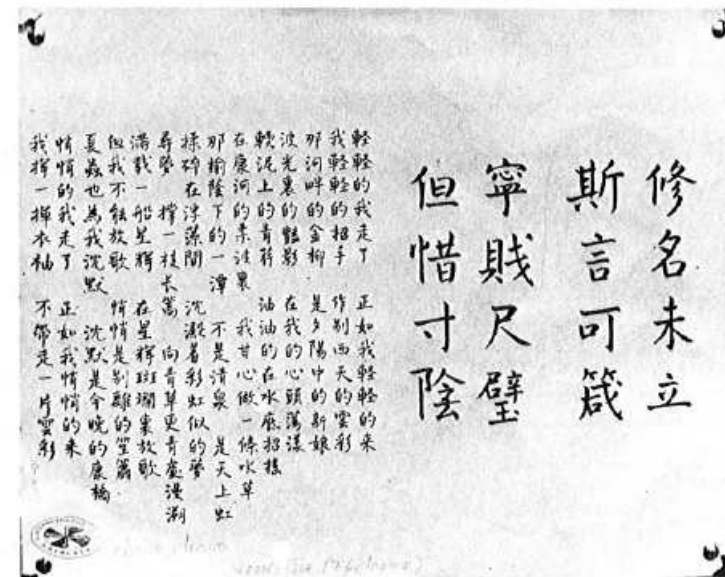 修名未立
斯言可箴
寧賤尺璧
但惜寸陰
輕輕的我走了 正如我輕輕的来
我輕輕的招手 作别西天的雲彩
那河畔的金柳 是夕陽中的新娘
波光裏的豔影 在我的心頭蕩漾
軟泥上的青荇 油油的在水底招搖
在康河的柔波裏 我甘心做一條水草
那榆蔭下的一潭 不是清泉 是天上虹
揉碎在浮藻間 沉澱着彩虹似的夢
尋夢 撐一枝长篙 向青草更青處漫溯
滿載一船星輝 在星輝斑斕裏放歌
但我不能放歌 悄悄是别離的笙簫
夏蟲也為我沉默 沉默是今晚的康橋
悄悄的我走了 正如我悄悄的来
我揮一揮衣袖 不帶走一片雲彩